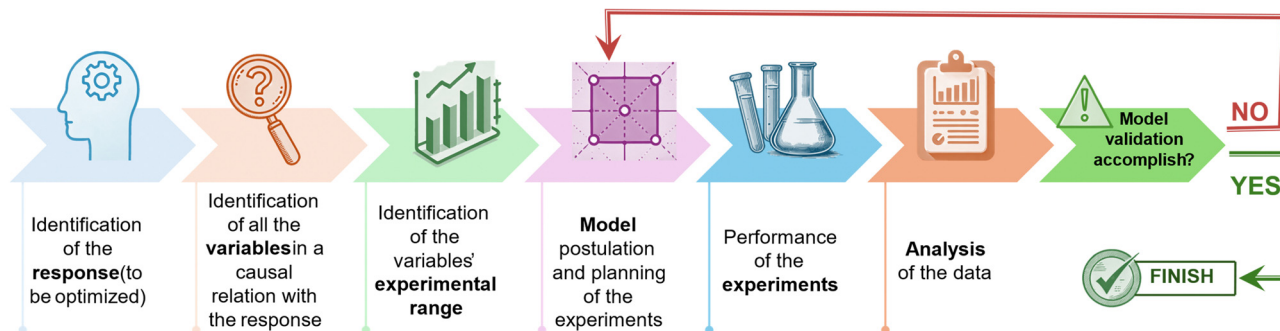 Identification
of the
response(to
be optimized)
Identification
of all the
variablesin a
causal
relation with
the response
Identification
of the
variables'
experimental
range
Model
postulation
and planning
of the
experiments
Performance
of the
experiments
Analysis
of the data
Model
validation
accomplish?
NO
YES
FINISH